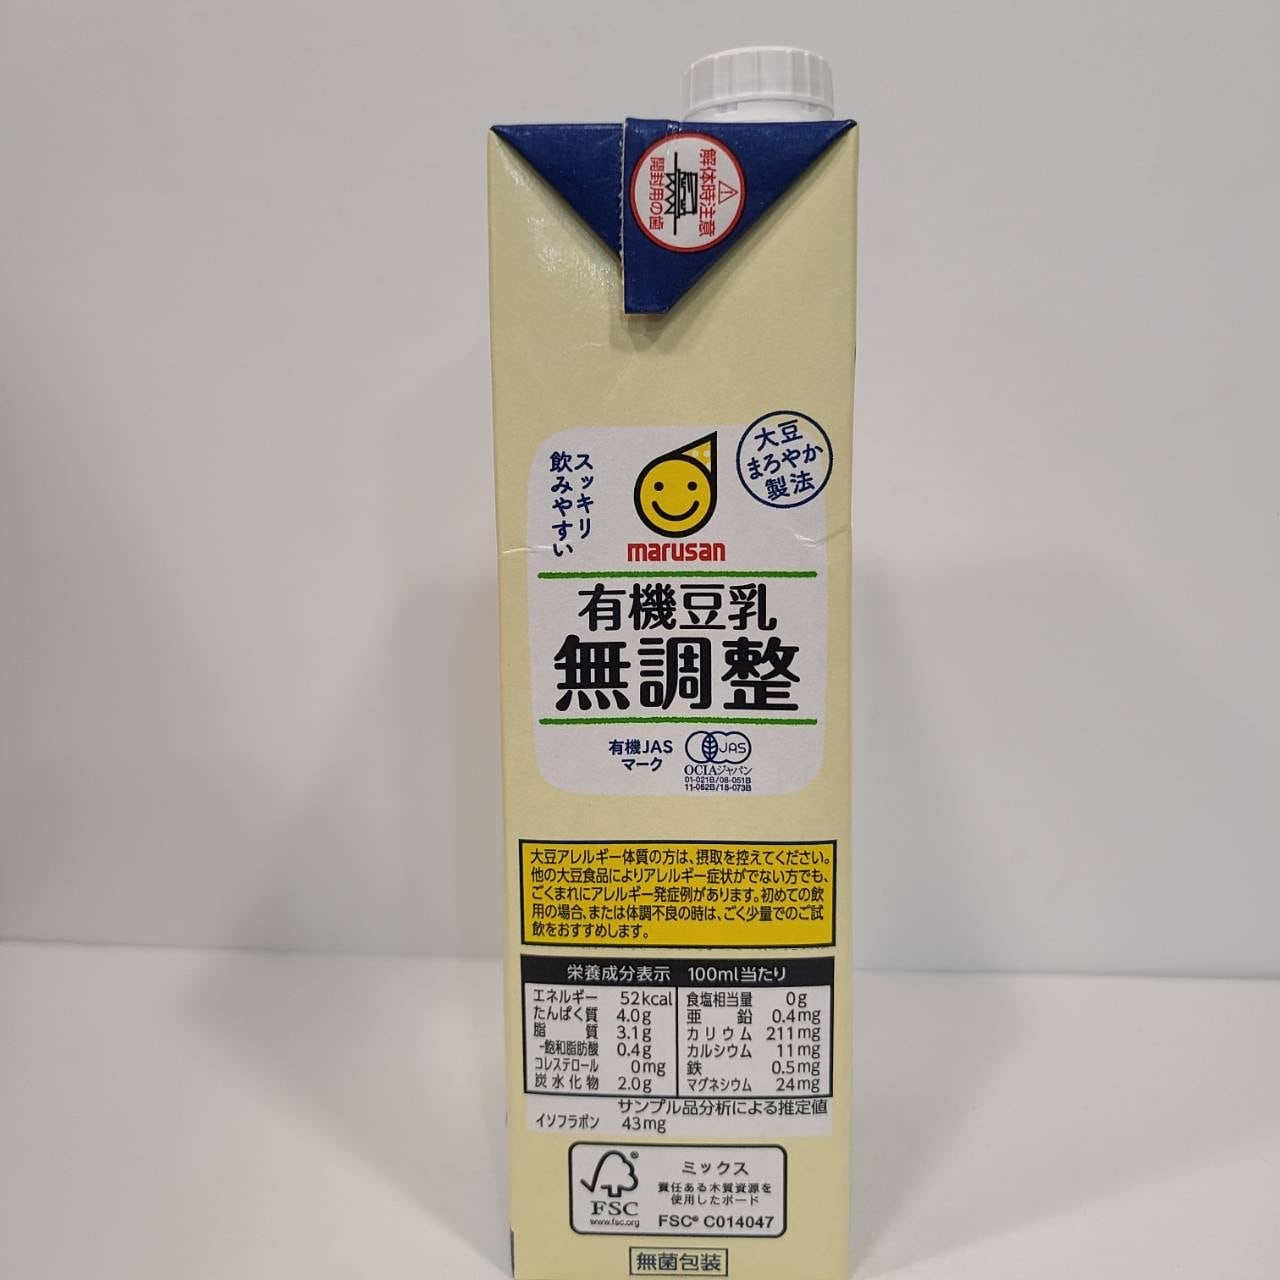 解体時注意
開封用の歯
スッキリ
飲みやすい
大豆
まろやか
製法
marusan
有機豆乳
無調整
有機JAS
マーク
JAS
OCIAジャパン
01-021B/08-051B
11-062B/18-073B
大豆アレルギー体質の方は、摂取を控えてください。
他の大豆食品によりアレルギー症状がでない方でも、
ごくまれにアレルギー発症例があります。初めての飲
用の場合、または体調不良の時は、ごく少量でのご試
飲をおすすめします。
栄養成分表示 100ml当たり
エネルギー 52kcal
たんぱく質 4.0g
脂質 3.1g
-飽和脂肪酸 0.4g
コレステロール 0mg
炭水化物 2.0g
食塩相当量 0g
亜鉛 0.4mg
カリウム 211mg
カルシウム 11mg
鉄 0.5mg
マグネシウム 24mg
サンプル品分析による推定値
イソフラボン 43mg
FSC
www.fsc.org
ミックス
責任ある木質資源を
使用したボード
FSC® C014047
無菌包装